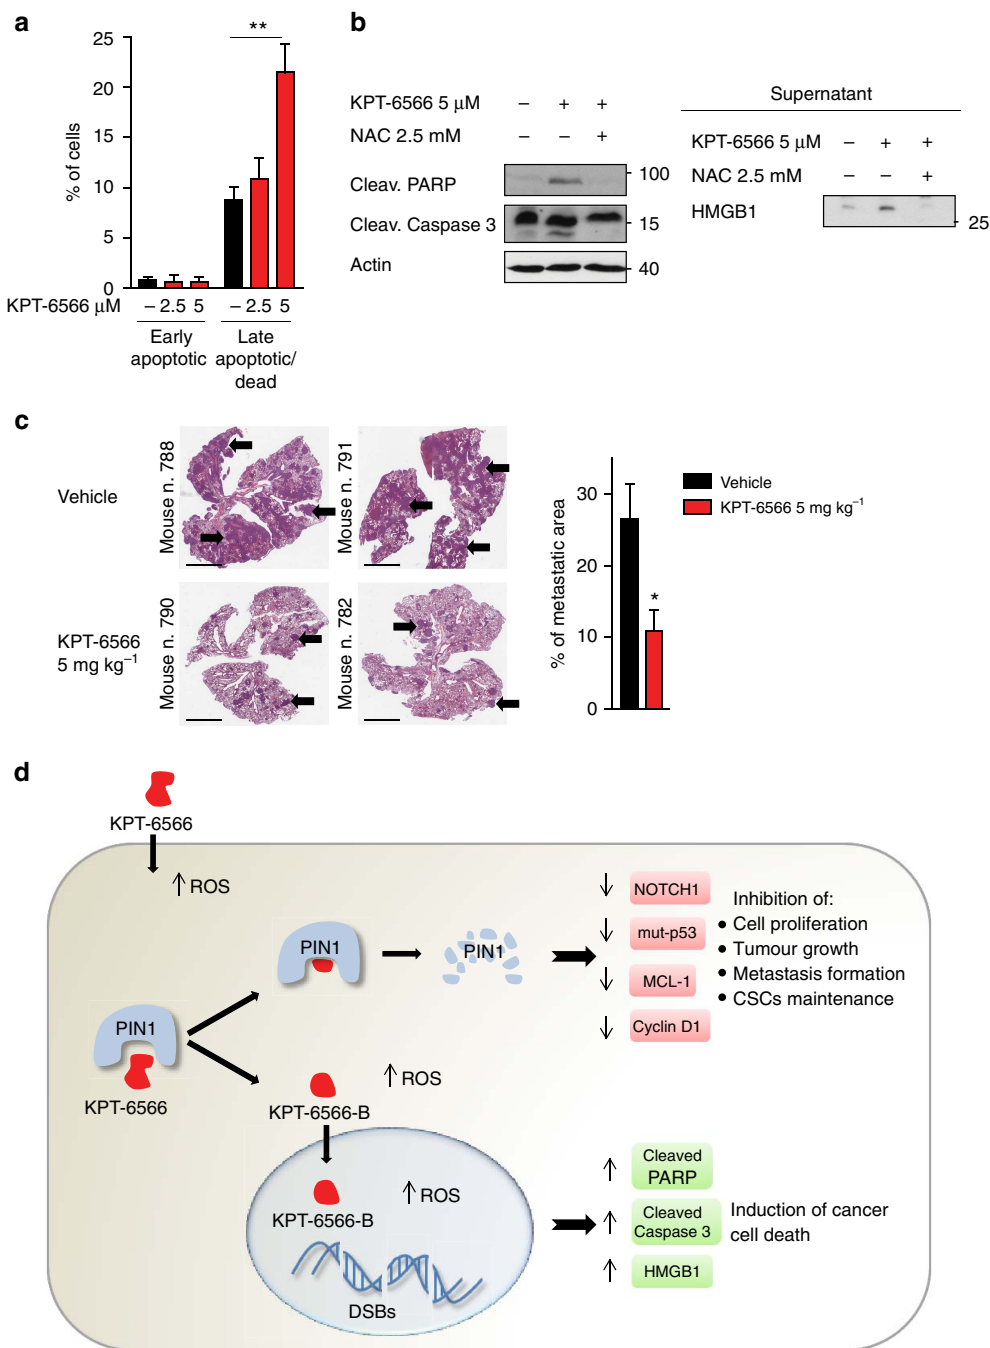 a
**
25
20
15
10
5
0
% of cells
KPT-6566 µM
– 2.5 5
– 2.5 5
Early apoptotic
Late apoptotic/ dead
b
KPT-6566 5 µM – + +
NAC 2.5 mM – – +
Cleav. PARP
100
Cleav. Caspase 3
15
Actin
40
Supernatant
KPT-6566 5 µM – + +
NAC 2.5 mM – – +
HMGB1
25
c
Vehicle
Mouse n. 788
Mouse n. 791
KPT-6566
5 mg kg⁻¹
Mouse n. 790
Mouse n. 782
% of metastatic area
30
20
10
0
*
Vehicle
KPT-6566 5 mg kg⁻¹
d
KPT-6566
↑ ROS
PIN1
KPT-6566
PIN1
PIN1
↓ NOTCH1
↓ mut-p53
↓ MCL-1
↓ Cyclin D1
Inhibition of:
• Cell proliferation
• Tumour growth
• Metastasis formation
• CSCs maintenance
↑ ROS
KPT-6566-B
↑ ROS
KPT-6566-B
DSBs
↑ Cleaved
PARP
↑ Cleaved
Caspase 3
↑ HMGB1
Induction of cancer
cell death